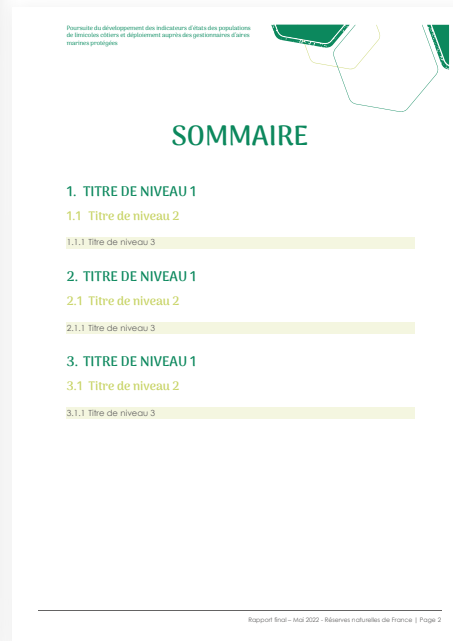 Poursuite du développement des indicateurs d'états des populations
de limicoles côtiers et déploiement auprès des gestionnaires d'aires
marines protégées
SOMMAIRE
1. TITRE DE NIVEAU 1
1.1 Titre de niveau 2
1.1.1 Titre de niveau 3
2. TITRE DE NIVEAU 1
2.1 Titre de niveau 2
2.1.1 Titre de niveau 3
3. TITRE DE NIVEAU 1
3.1 Titre de niveau 2
3.1.1 Titre de niveau 3
Rapport final – Mai 2022 - Réserves naturelles de France | Page 2